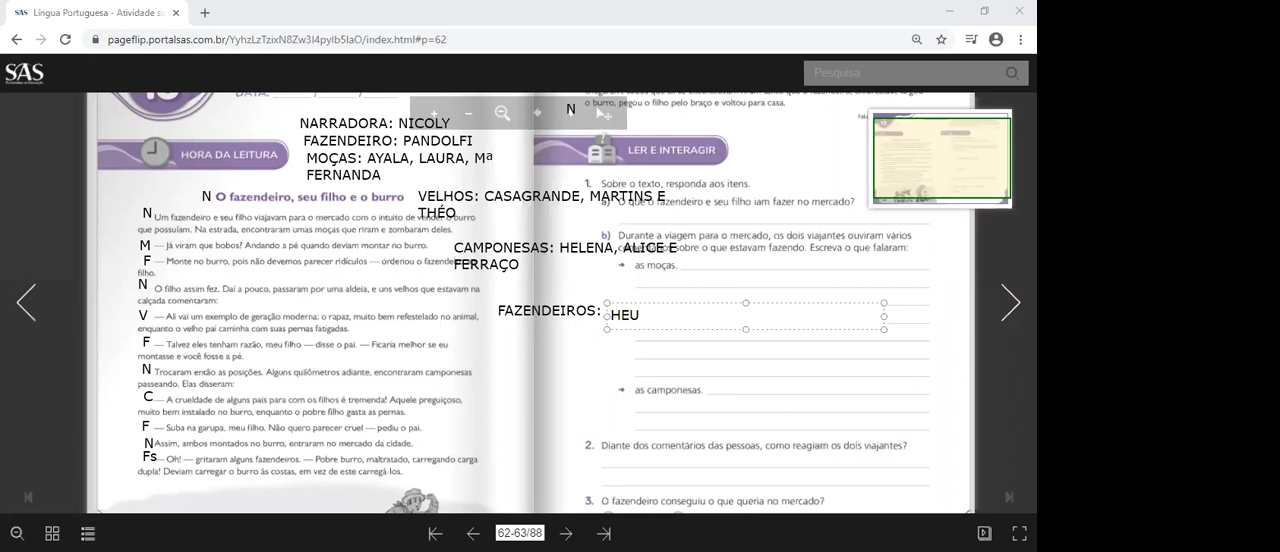 SAS Língua Portuguesa - Atividade su
pageflip.portalsas.com.br/YyhzLzTzixN8Zw3I4pyIb5IaO/index.html#p=62
SAS
Pesquisa
DATA:
NARRADORA: NICOLY
FAZENDEIRO: PANDOLFI
MOÇAS: AYALA, LAURA, Mª
FERNANDA
HORA DA LEITURA
N O fazendeiro, seu filho e o burro
VELHOS: CASAGRANDE, MARTINS E
THÉO
N Um fazendeiro e seu filho viajavam para o mercado com o intuito de vender o burro
que possuíam. Na estrada, encontraram umas moças que riram e zombaram deles.
M — Já viram que bobos? Andando a pé quando deviam montar no burro.
CAMPONESAS: HELENA, ALICE E
FERRAÇO
F — Monte no burro, pois não devemos parecer ridículos — ordenou o fazendeiro ao
filho.
N O filho assim fez. Daí a pouco, passaram por uma aldeia, e uns velhos que estavam na
calçada comentaram:
FAZENDEIROS: HEU
V — Ali vai um exemplo de geração moderna: o rapaz, muito bem refestelado no animal,
enquanto o velho pai caminha com suas pernas fatigadas.
F — Talvez eles tenham razão, meu filho — disse o pai. — Ficaria melhor se eu
montasse e você fosse a pé.
N Trocaram então as posições. Alguns quilômetros adiante, encontraram camponesas
passeando. Elas disseram:
C — A crueldade de alguns pais para com os filhos é tremenda! Aquele preguiçoso,
muito bem instalado no burro, enquanto o pobre filho gasta as pernas.
F — Suba na garupa, meu filho. Não quero parecer cruel — pediu o pai.
N Assim, ambos montados no burro, entraram no mercado da cidade.
Fs — Oh! — gritaram alguns fazendeiros. — Pobre burro, maltratado, carregando carga
dupla! Deviam carregar o burro às costas, em vez de este carregá-los.
N
o burro, pegou o filho pelo braço e voltou para casa.
LER E INTERAGIR
1. Sobre o texto, responda aos itens.
a) O que o fazendeiro e seu filho iam fazer no mercado?
b) Durante a viagem para o mercado, os dois viajantes ouviram vários
comentários sobre o que estavam fazendo. Escreva o que falaram:
as moças.
as camponesas.
2. Diante dos comentários das pessoas, como reagiam os dois viajantes?
3. O fazendeiro conseguiu o que queria no mercado?
62-63/88